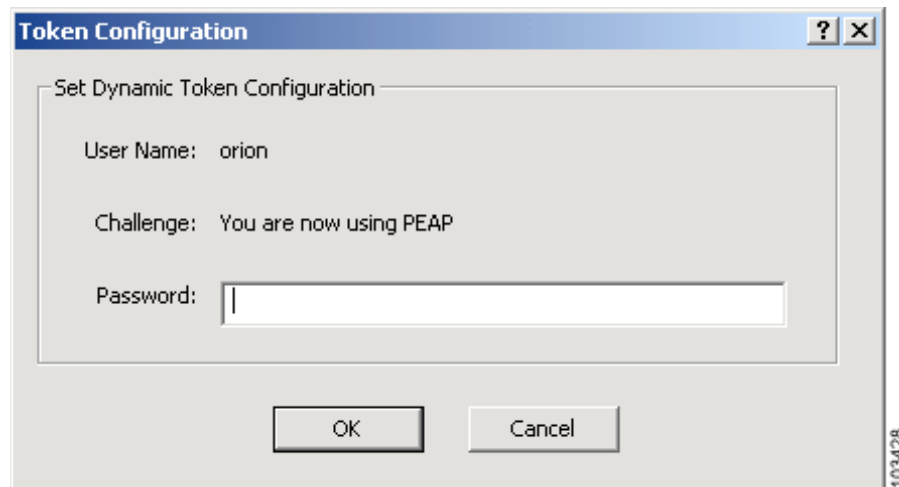 Token Configuration
Set Dynamic Token Configuration
User Name: orion
Challenge: You are now using PEAP
Password:
OK Cancel
103428